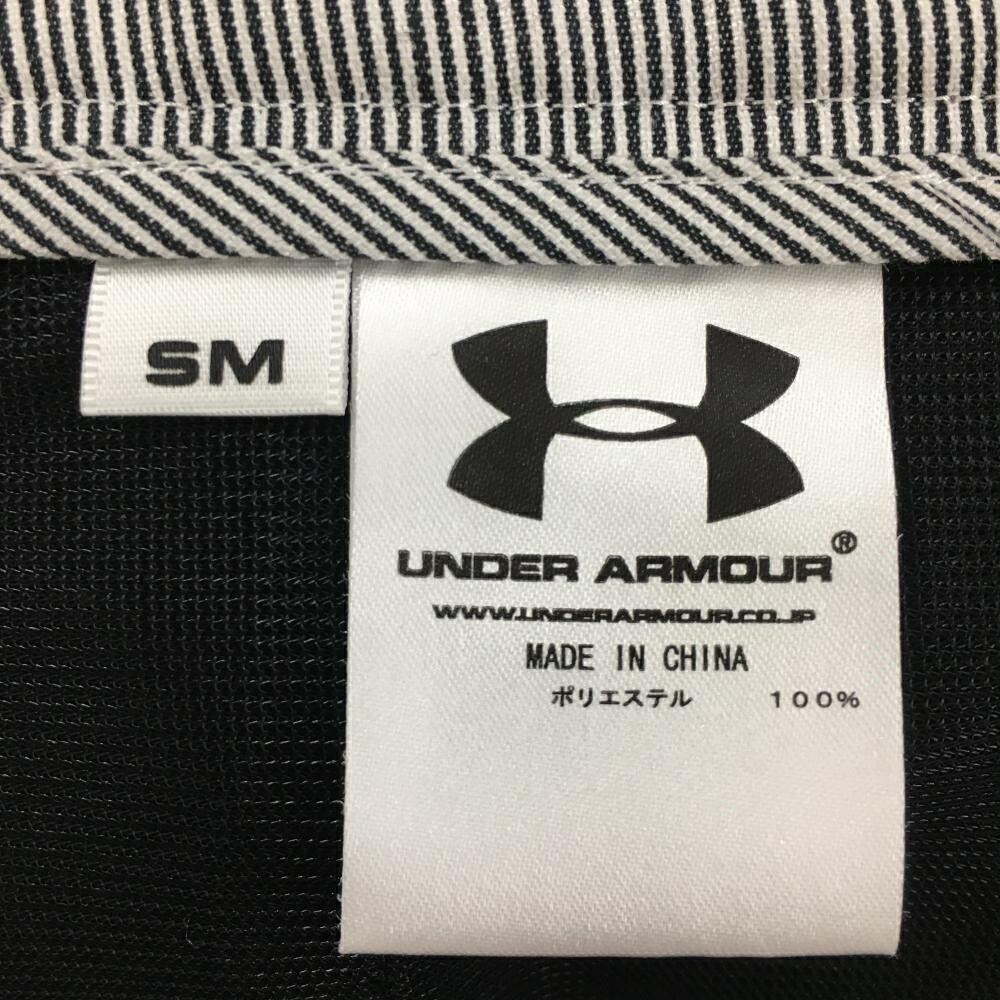 SM
UNDER ARMOUR®
WWW.UNDERARMOUR.CO.JP
MADE IN CHINA
ポリエステル 100%